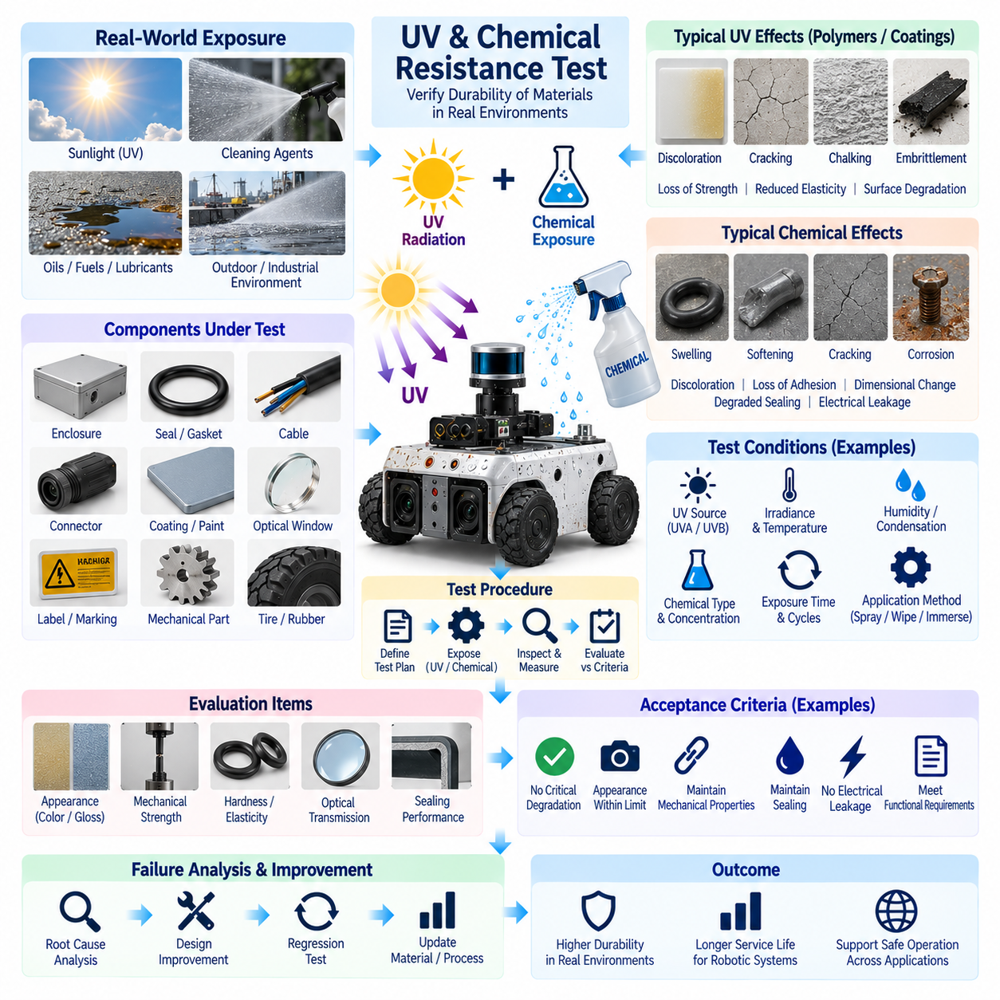 UV & Chemical
Resistance Test
Verify Durability of Materials
in Real Environments
Real-World Exposure
Sunlight (UV)
Cleaning Agents
Oils / Fuels / Lubricants
Outdoor / Industrial
Environment
UV
Radiation
+
Chemical
Exposure
UV
CHEMICAL
Typical UV Effects (Polymers / Coatings)
Discoloration
Cracking
Chalking
Embrittlement
Loss of Strength | Reduced Elasticity | Surface Degradation
Typical Chemical Effects
Swelling
Softening
Cracking
Corrosion
Discoloration | Loss of Adhesion | Dimensional Change
Degraded Sealing | Electrical Leakage
Components Under Test
Enclosure
Seal / Gasket
Cable
Connector
Coating / Paint
Optical Window
Label / Marking
Mechanical Part
Tire / Rubber
Test Conditions (Examples)
UV Source
(UVA / UVB)
Irradiance
& Temperature
Humidity /
Condensation
Chemical Type
& Concentration
Exposure Time
& Cycles
Application Method
(Spray / Wipe / Immerse)
Test Procedure
Define
Test Plan
Expose
(UV / Chemical)
Inspect &
Measure
Evaluate
vs Criteria
Evaluation Items
Appearance
(Color / Gloss)
Mechanical
Strength
Hardness /
Elasticity
Optical
Transmission
Sealing
Performance
Acceptance Criteria (Examples)
No Critical
Degradation
Appearance
Within Limit
Maintain
Mechanical Properties
Maintain
Sealing
No Electrical
Leakage
Meet
Functional Requirements
Failure Analysis & Improvement
Root Cause
Analysis
Design
Improvement
Regression
Test
Update
Material / Process
Outcome
Higher Durability
in Real Environments
Longer Service Life
for Robotic Systems
Support Safe Operation
Across Applications